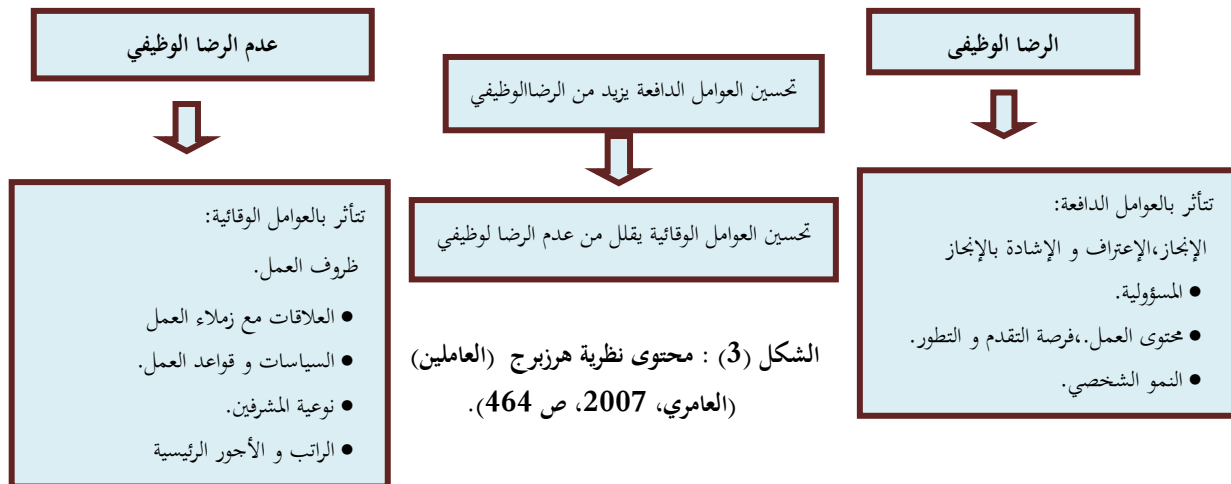 الرضا الوظيفى
تتأثر بالعوامل الدافعة:
الإنجاز،الإعتراف و الإشادة بالإنجاز
● المسؤولية.
● محتوى العمل.،فرصة التقدم و التطور.
● النمو الشخصي.
تحسين العوامل الدافعة يزيد من الرضاالوظيفي
تحسين العوامل الوقائية يقلل من عدم الرضا لوظيفي
عدم الرضا الوظيفي
تتأثر بالعوامل الوقائية:
ظروف العمل.
● العلاقات مع زملاء العمل
● السياسات و قواعد العمل.
● نوعية المشرفين.
● الراتب و الأجور الرئيسية
الشكل (3) : محتوى نظرية هرزبرج (العاملين)
(العامري، 2007، ص 464).